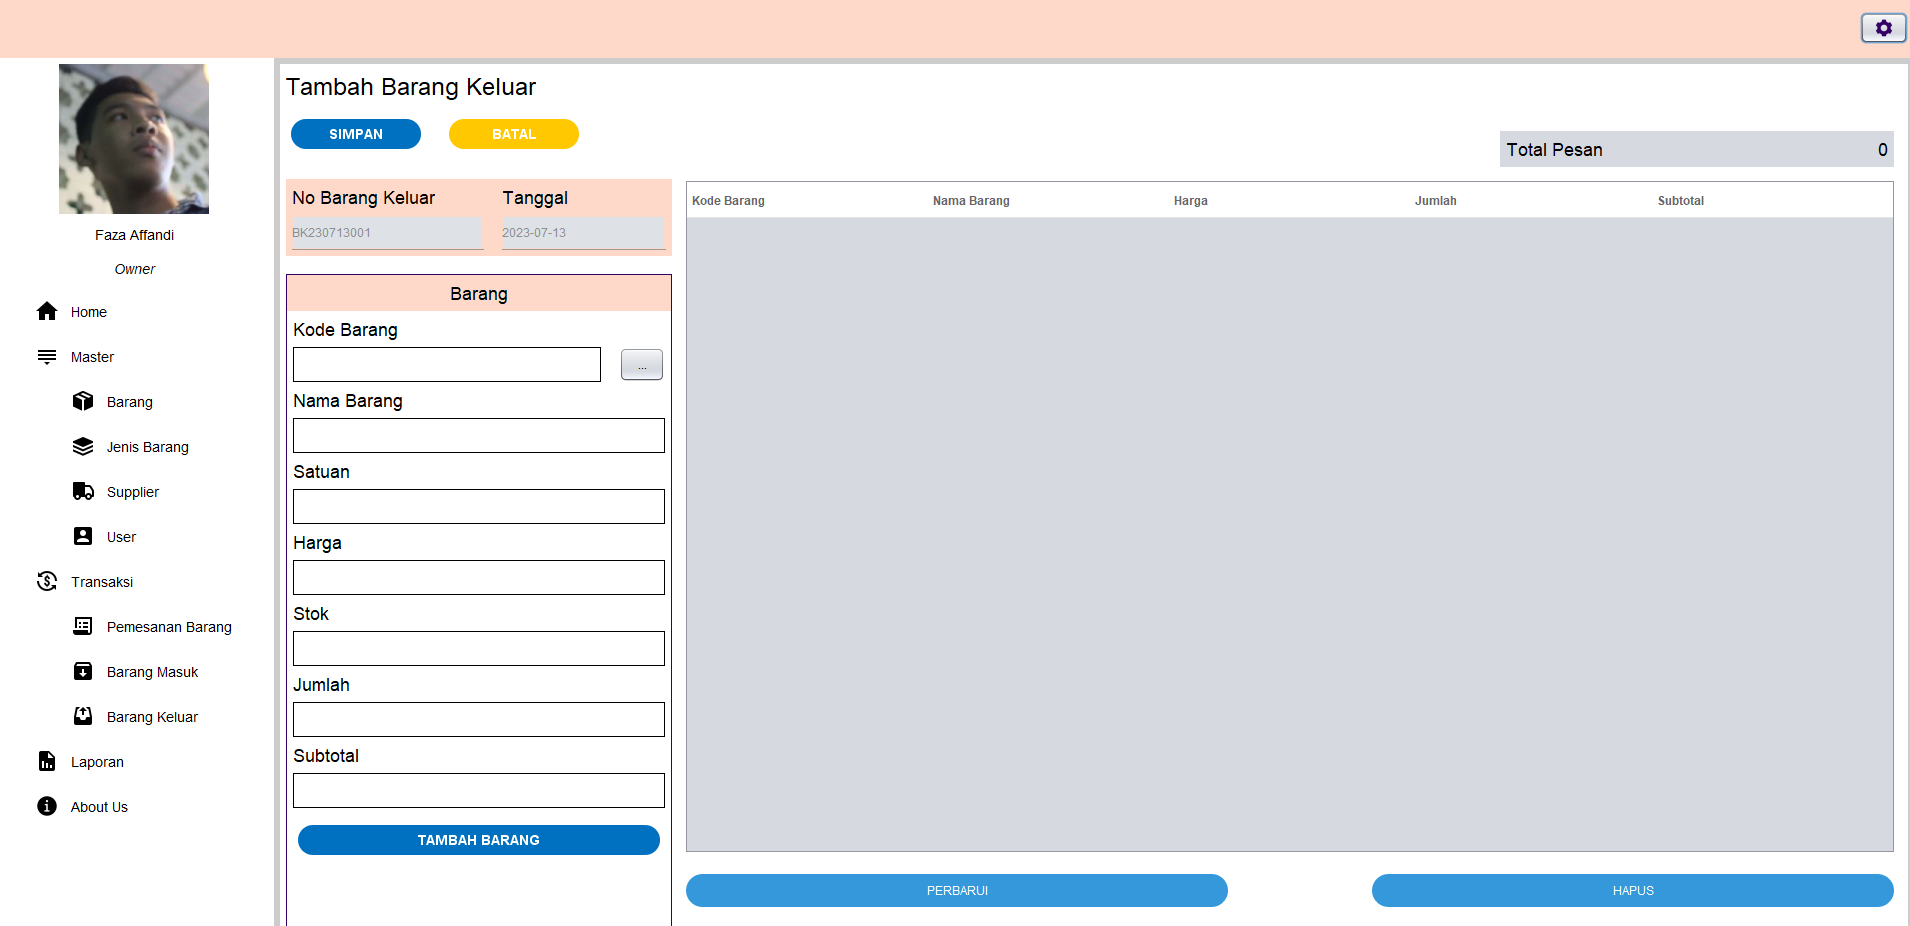 Faza Affandi
Owner
Home
Master
Barang
Jenis Barang
Supplier
User
Transaksi
Pemesanan Barang
Barang Masuk
Barang Keluar
Laporan
About Us
Tambah Barang Keluar
SIMPAN BATAL
Total Pesan 0
No Barang Keluar Tanggal
BK230713001 2023-07-13
Barang
Kode Barang
...
Nama Barang
Satuan
Harga
Stok
Jumlah
Subtotal
TAMBAH BARANG
Kode Barang Nama Barang Harga Jumlah Subtotal
PERBARUI HAPUS